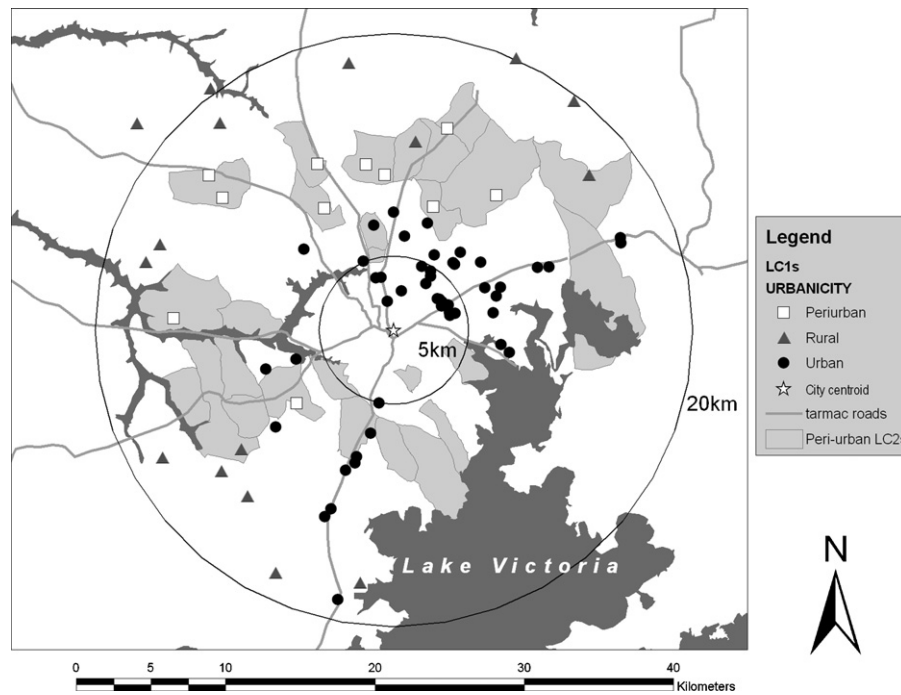 5km
20km
Lake Victoria
Legend
LC1s
URBANICITY
Periurban
Rural
Urban
City centroid
tarmac roads
Peri-urban LC2
N
0 5 10 20 30 40
Kilometers